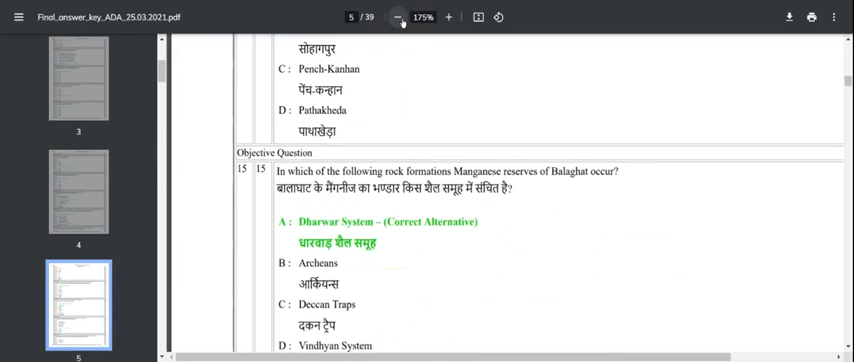 Final_answer_key_ADA_25.03.2021.pdf
5 / 39
175%
3
4
5
सोहागपुर
C : Pench-Kanhan
पेंच-कन्हान
D : Pathakheda
पाथाखेड़ा
Objective Question
15 15 In which of the following rock formations Manganese reserves of Balaghat occur?
बालाघाट के मैंगनीज का भण्डार किस शैल समूह में संचित है?
A : Dharwar System – (Correct Alternative)
धारवाड़ शैल समूह
B : Archeans
आर्कियन्स
C : Deccan Traps
दकन ट्रैप
D : Vindhyan System